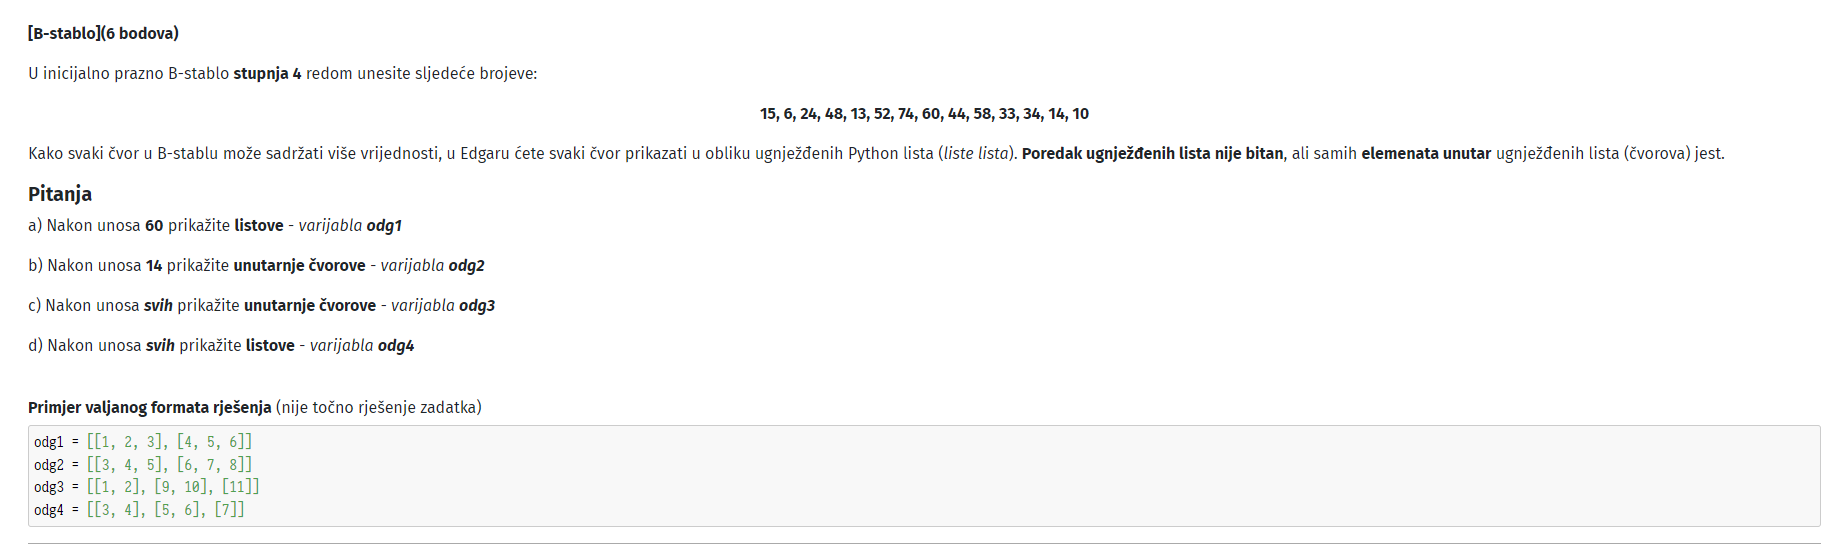 [B-stablo](6 bodova)
U inicijalno prazno B-stablo stupnja 4 redom unesite sljedeće brojeve:
15, 6, 24, 48, 13, 52, 74, 60, 44, 58, 33, 34, 14, 10
Kako svaki čvor u B-stablu može sadržati više vrijednosti, u Edgaru ćete svaki čvor prikazati u obliku ugnježđenih Python lista (liste lista). Poredak ugnježđenih lista nije bitan, ali samih elemenata unutar ugnježđenih lista (čvorova) jest.
Pitanja
a) Nakon unosa 60 prikažite listove - varijabla odg1
b) Nakon unosa 14 prikažite unutarnje čvorove - varijabla odg2
c) Nakon unosa svih prikažite unutarnje čvorove - varijabla odg3
d) Nakon unosa svih prikažite listove - varijabla odg4
Primjer valjanog formata rješenja (nije točno rješenje zadatka)
odg1 = [[1, 2, 3], [4, 5, 6]]
odg2 = [[3, 4, 5], [6, 7, 8]]
odg3 = [[1, 2], [9, 10], [11]]
odg4 = [[3, 4], [5, 6], [7]]